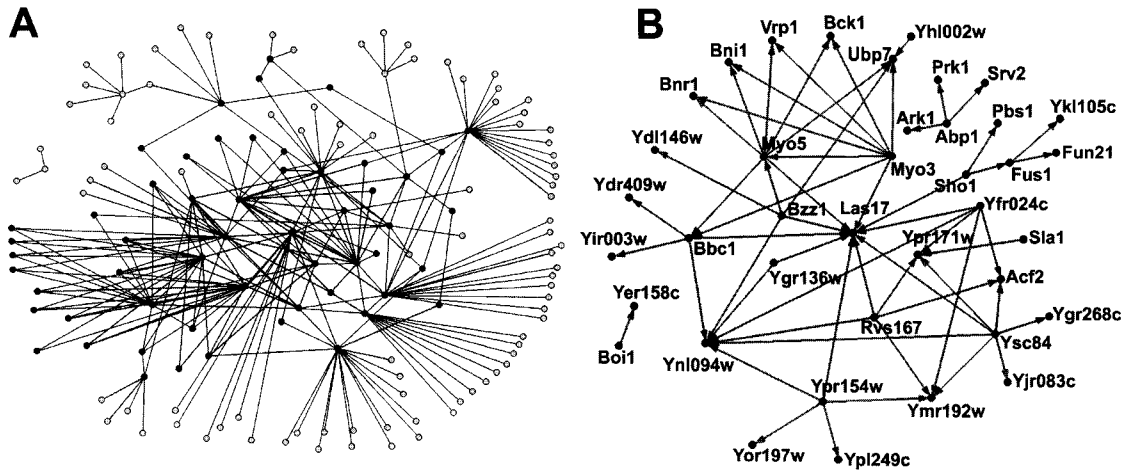 A
B
Vrp1
Bck1
Ubp7
Yhl002w
Bni1
Prk1
Srv2
Bnr1
Ark1
Abp1
Pbs1
Ykl105c
Ydl146w
Myo5
Myo3
Sho1
Fus1
Fun21
Ydr409w
Bzz1
Las17
Yfr024c
Yir003w
Bbc1
Ypr171w
Sla1
Ygr136w
Acf2
Yer158c
Rvs167
Ygr268c
Boi1
Ynl094w
Ysc84
Ypr154w
Ymr192w
Yjr083c
Yor197w
Ypl249c